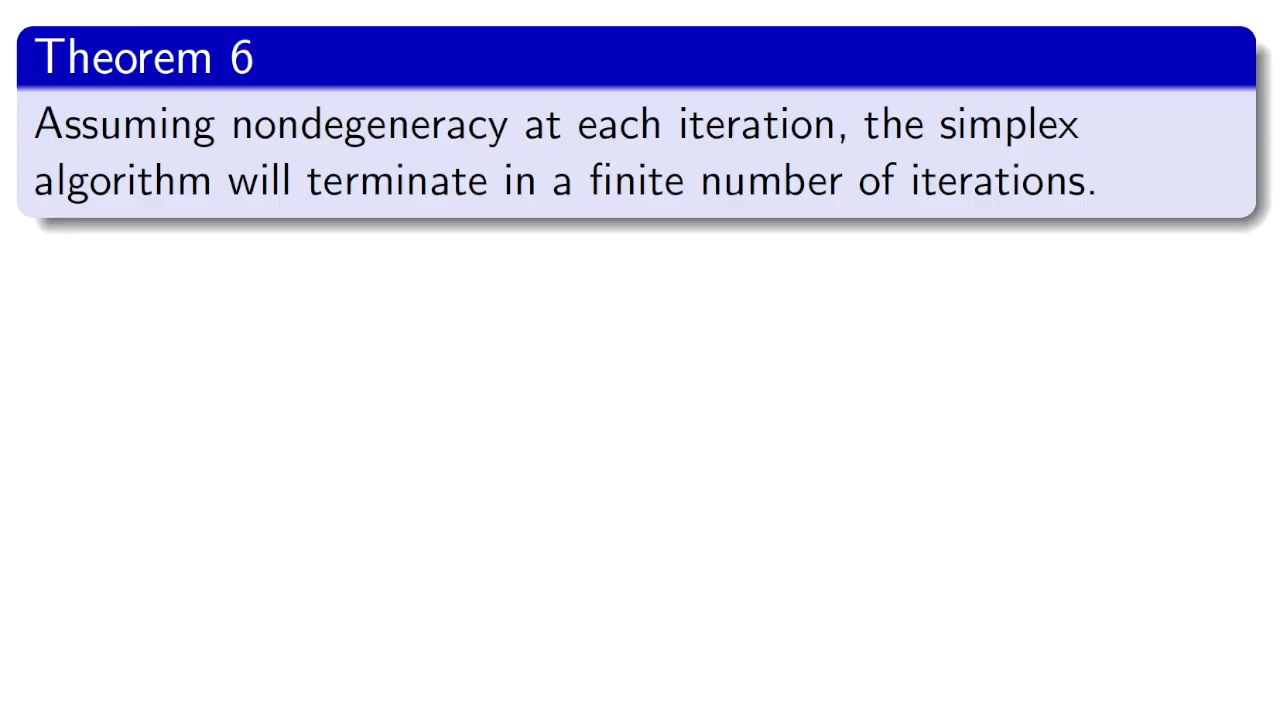 Theorem 6
Assuming nondegeneracy at each iteration, the simplex
algorithm will terminate in a finite number of iterations.